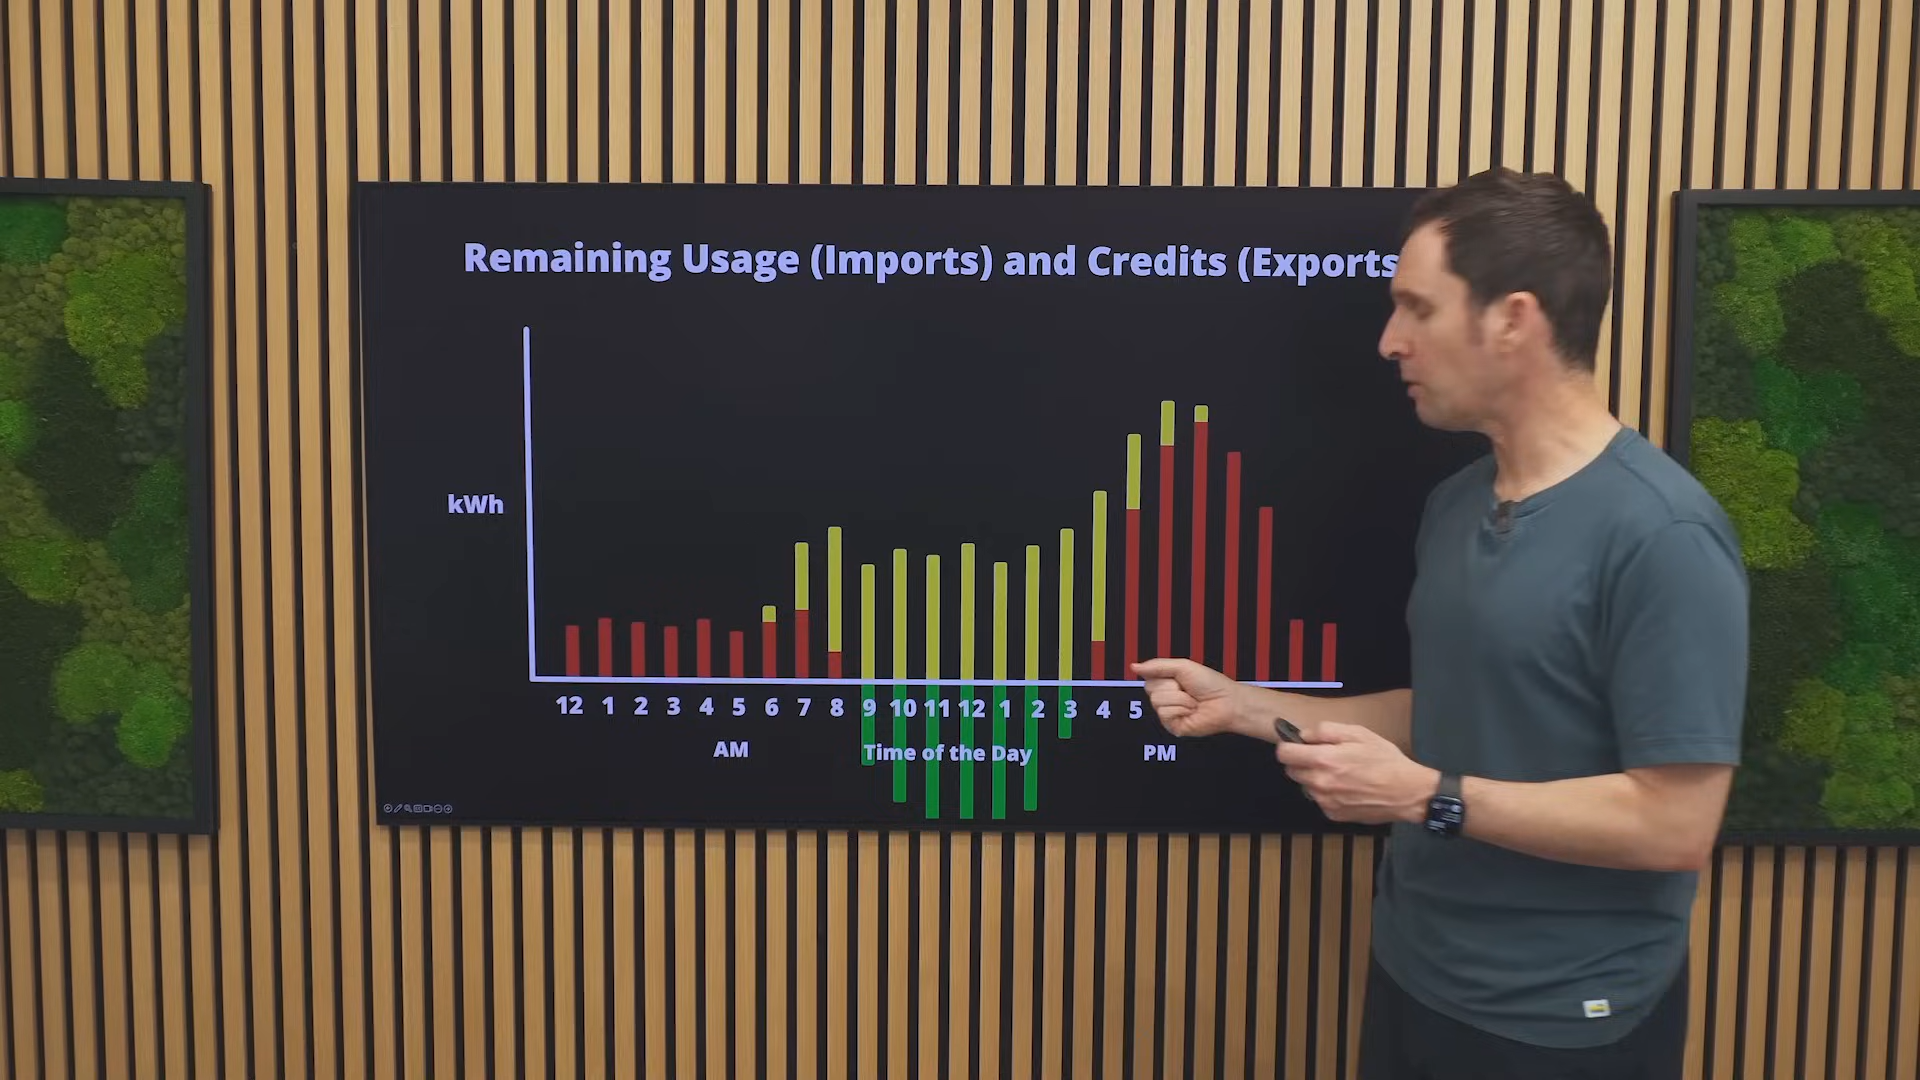 Remaining Usage (Imports) and Credits (Exports
kWh
12 1 2 3 4 5 6 7 8 9 10 11 12 1 2 3 4 5
AM Time of the Day PM